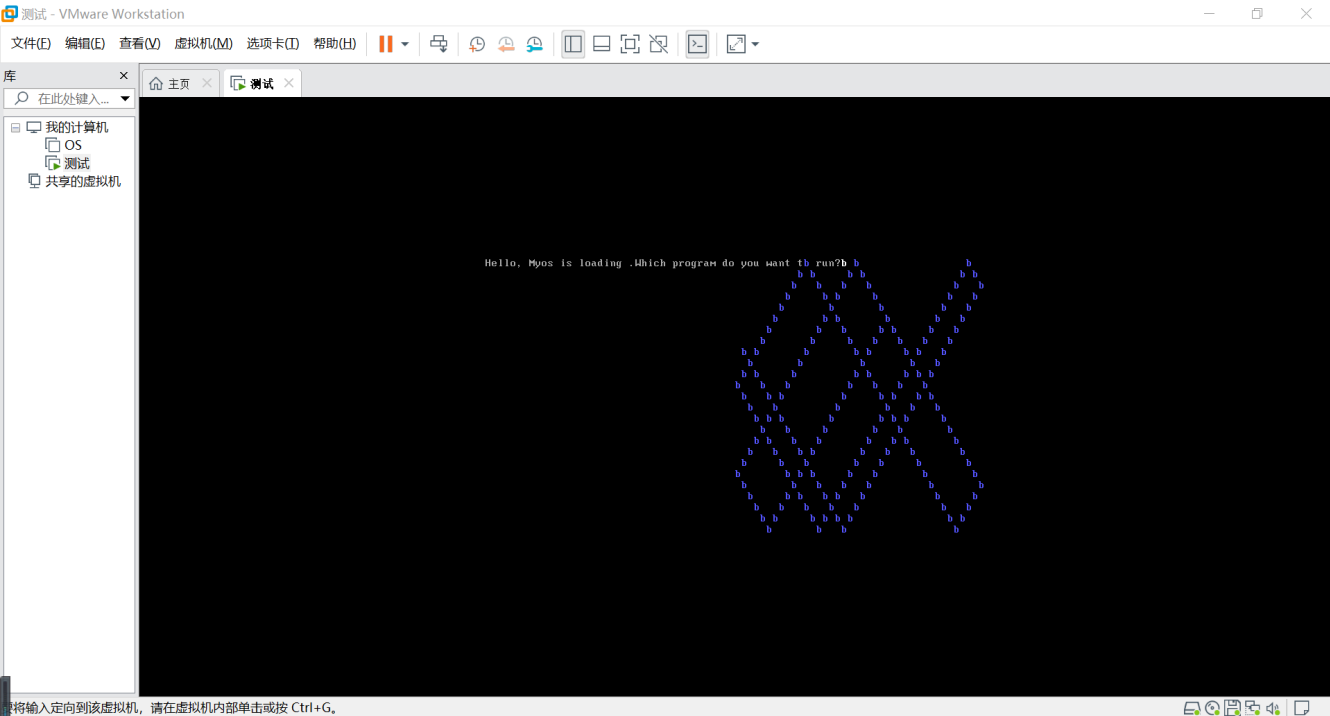 测试 - VMware Workstation
文件(F) 编辑(E) 查看(V) 虚拟机(M) 选项卡(T) 帮助(H)
库
主页
测试
在此处键入...
我的计算机
OS
测试
共享的虚拟机
Hello, Myos is loading .Which program do you want tb run?b b b
b b b b b b
b b b b b
b b b b b b
b b b b b
b b b b b
b b b b b b b
b b b b b b b
b b b b b b b b
b b b b b
b b b b b b b b
b b b b b b b
b b b b b b b
b b b b b b
b b b b b b b b
b b b b b b
b b b b b b b
b b b b b b b
b b b b b b b
b b b b b b b
b b b b b b b
b b b b b b b
b b b b b b b
b b b b b b b b
b b b b
将输入定向到该虚拟机，请在虚拟机内部单击或按 Ctrl+G。